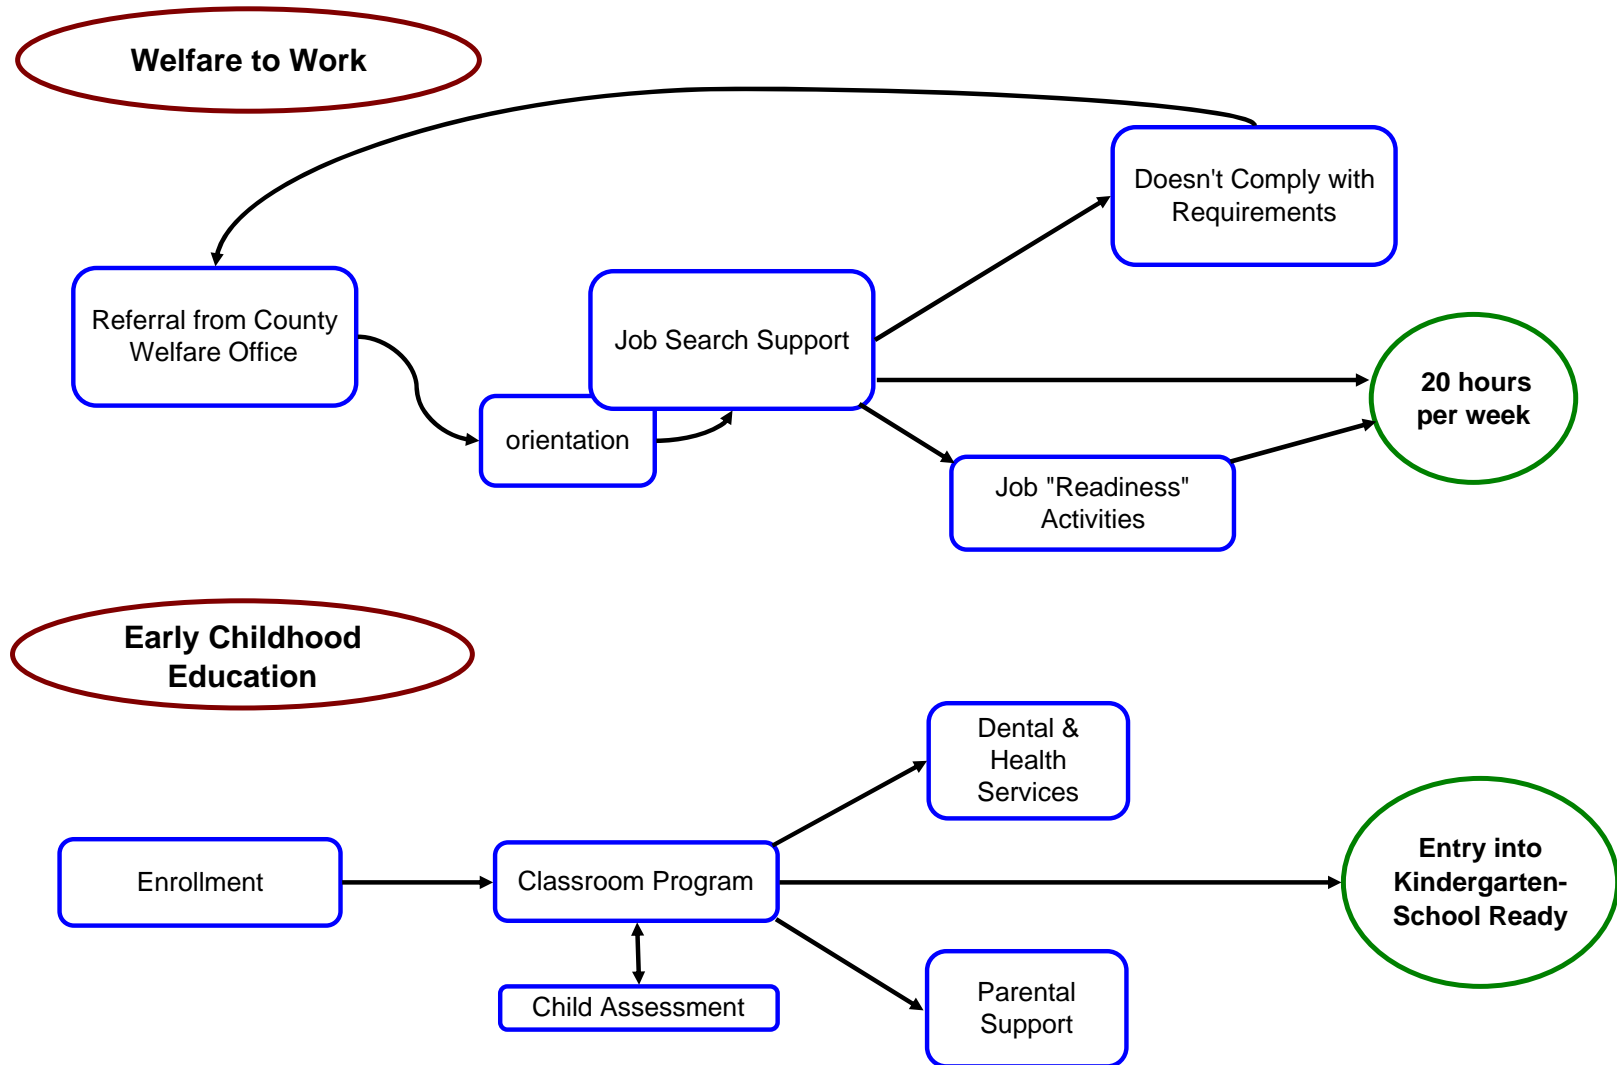 Welfare to Work
Doesn't Comply with
Requirements
Referral from County
Welfare Office
Job Search Support
orientation
20 hours
per week
Job "Readiness"
Activities
Early Childhood
Education
Dental &
Health
Services
Enrollment
Classroom Program
Entry into
Kindergarten-
School Ready
Child Assessment
Parental
Support